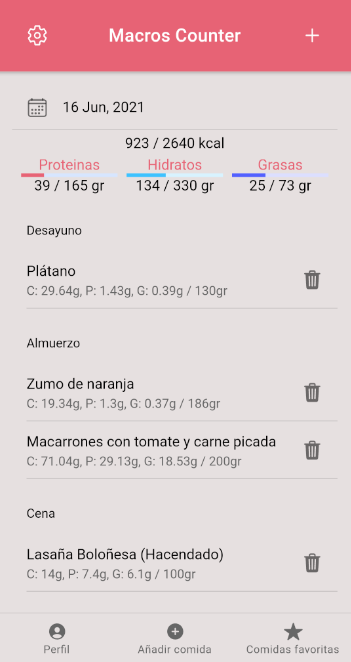 Macros Counter
16 Jun, 2021
923 / 2640 kcal
Proteinas Hidratos Grasas
39 / 165 gr 134 / 330 gr 25 / 73 gr
Desayuno
Plátano
C: 29.64g, P: 1.43g, G: 0.39g / 130gr
Almuerzo
Zumo de naranja
C: 19.34g, P: 1.3g, G: 0.37g / 186gr
Macarrones con tomate y carne picada
C: 71.04g, P: 29.13g, G: 18.53g / 200gr
Cena
Lasaña Boloñesa (Hacendado)
C: 14g, P: 7.4g, G: 6.1g / 100gr
Perfil Añadir comida Comidas favoritas